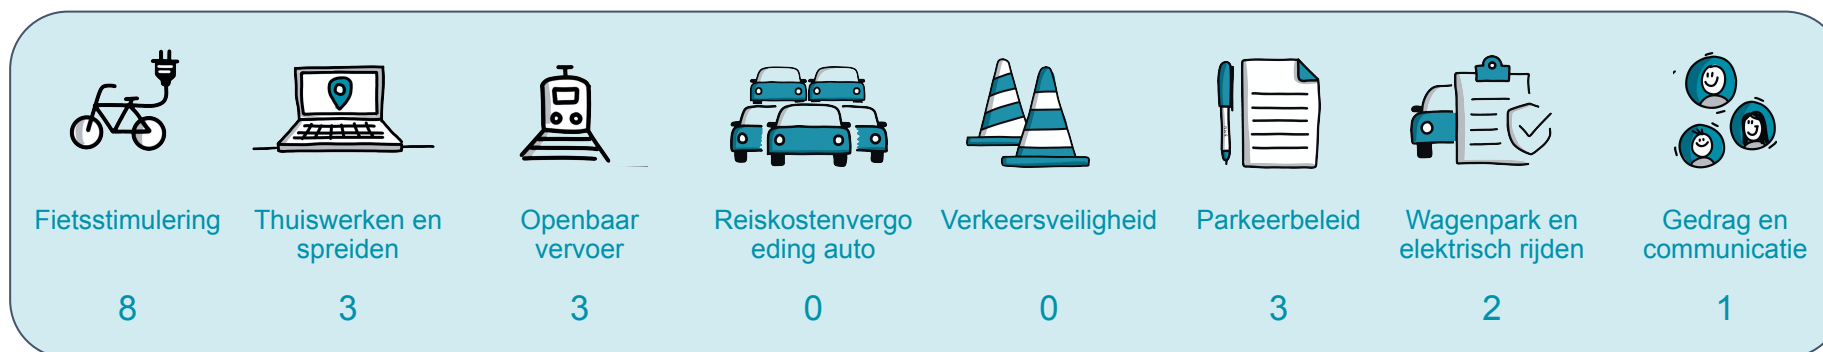 Fietsstimulering
8
Thuiswerken en
spreiden
3
Openbaar
vervoer
3
Reiskostenvergo
eding auto
0
Verkeersveiligheid
0
Parkeerbeleid
3
Wagenpark en
elektrisch rijden
2
Gedrag en
communicatie
1